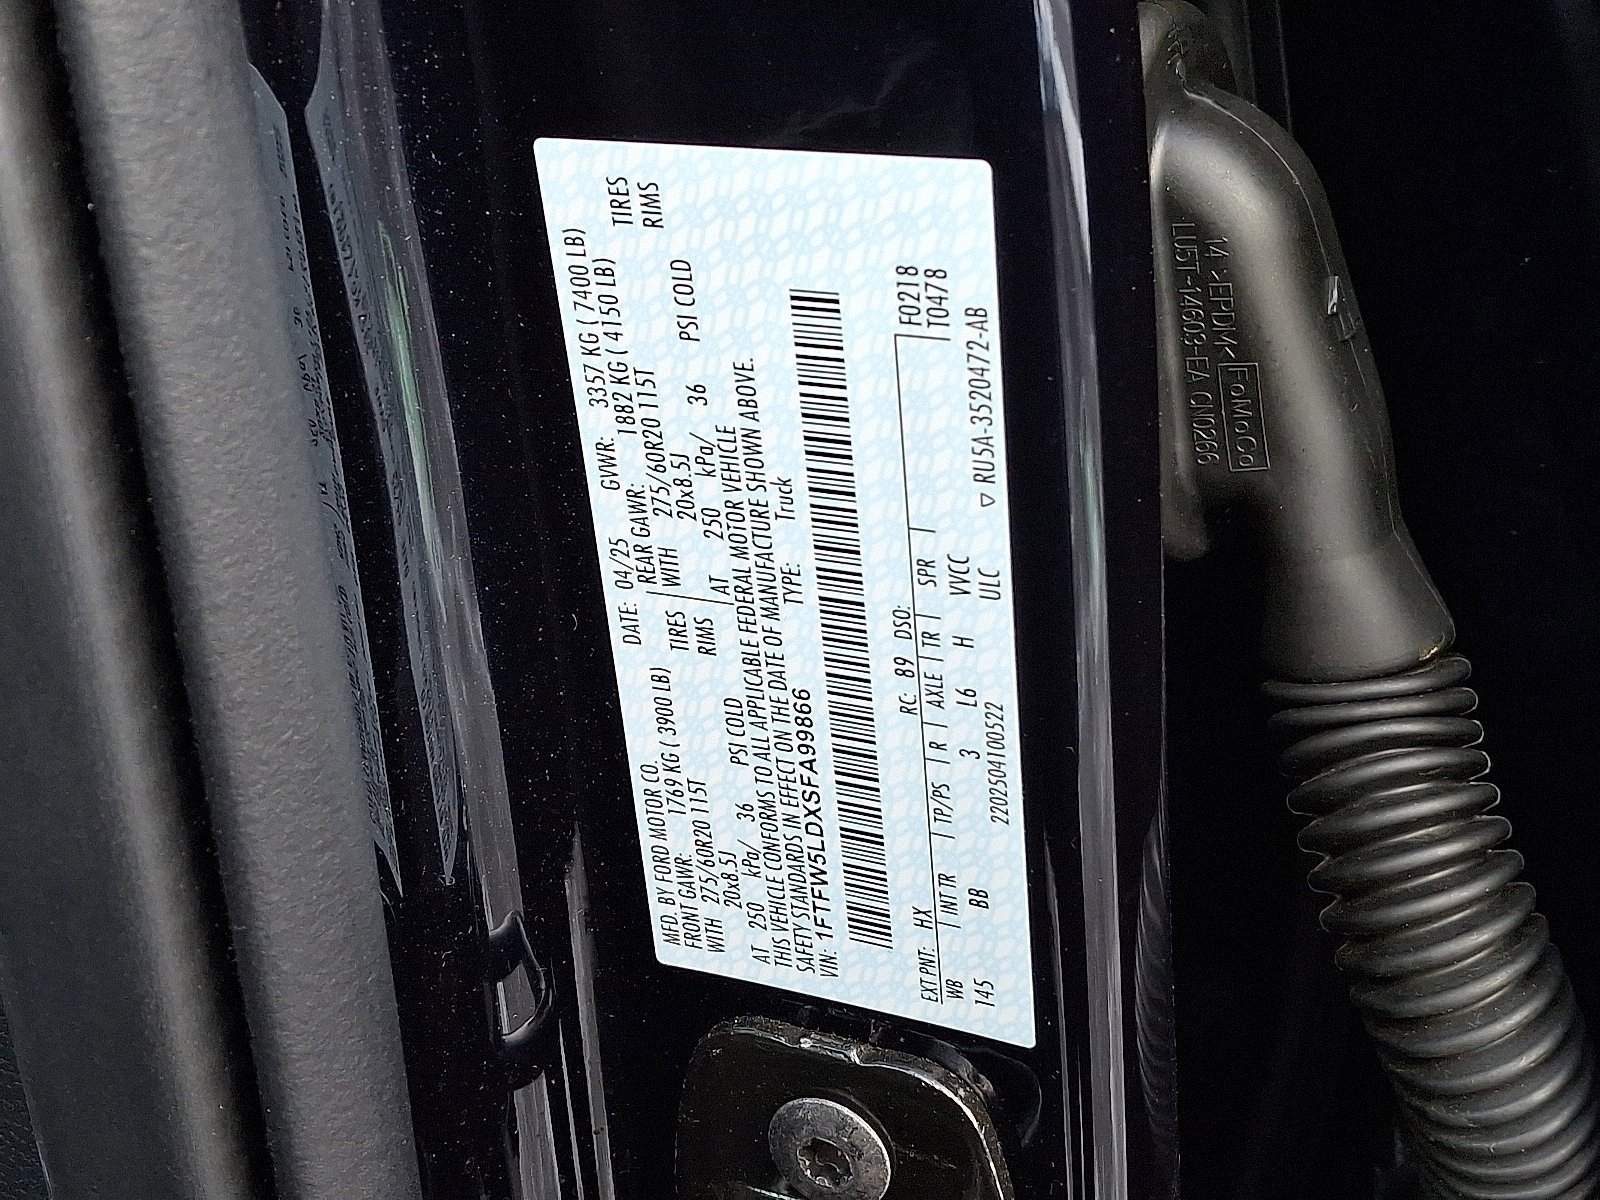 MFD. BY FORD MOTOR CO.
DATE: 04/25 GVWR: 3357 KG ( 7400 LB)
FRONT GAWR: 1769 KG ( 3900 LB) REAR GAWR: 1882 KG ( 4150 LB)
WITH 275/60R20 115T TIRES WITH 275/60R20 115T TIRES
20x8.5J RIMS 20x8.5J RIMS
AT 250 kPa/ 36 PSI COLD AT 250 kPa/ 36 PSI COLD
THIS VEHICLE CONFORMS TO ALL APPLICABLE FEDERAL MOTOR VEHICLE
SAFETY STANDARDS IN EFFECT ON THE DATE OF MANUFACTURE SHOWN ABOVE.
VIN: 1FTFW5LDXSFA99866 TYPE: Truck
F0218
T0478
EXT PNT: HX RC: 89 DSO:
WB INT TR TP/PS R AXLE TR SPR
145 BB 3 L6 H VVCC
ULC
2202504100522 ▽ RU5A-3520472-AB
14 >EPDM< FoMoCo
LU5T-14603-EA CN0266